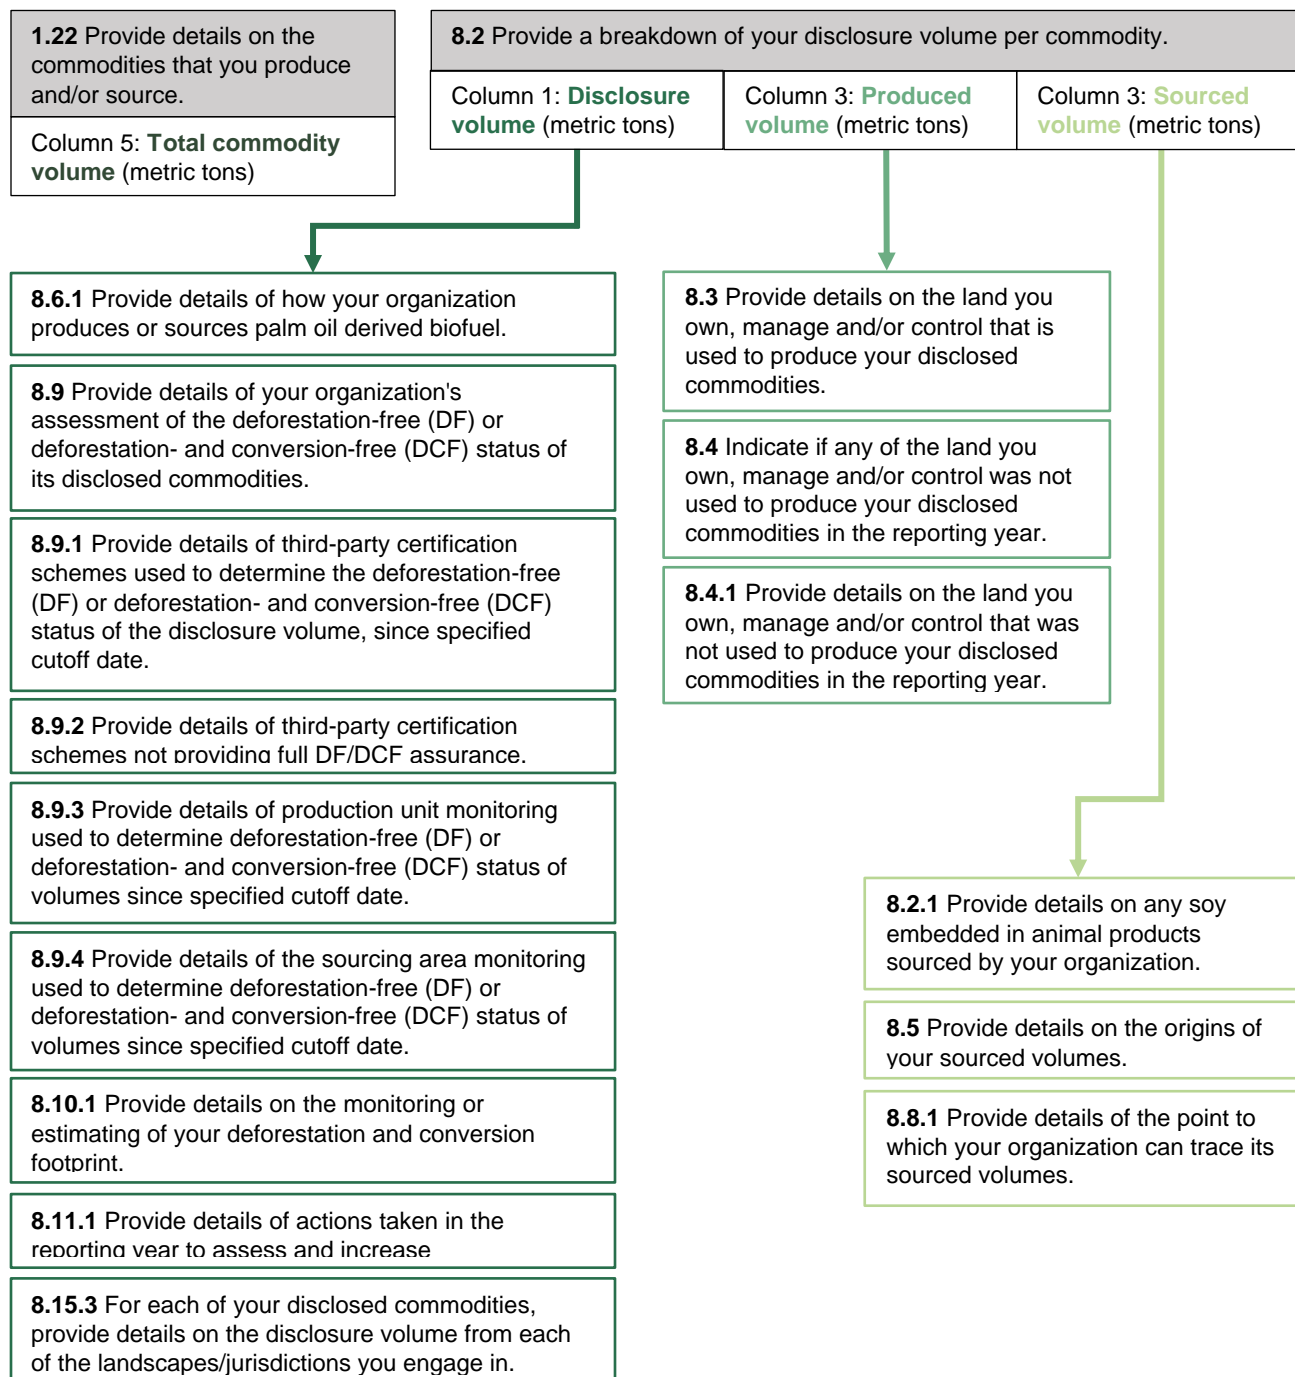 1.22 Provide details on the
commodities that you produce
and/or source.
Column 5: Total commodity
volume (metric tons)
8.2 Provide a breakdown of your disclosure volume per commodity.
Column 1: Disclosure
volume (metric tons)
Column 3: Produced
volume (metric tons)
Column 3: Sourced
volume (metric tons)
8.6.1 Provide details of how your organization
produces or sources palm oil derived biofuel.
8.9 Provide details of your organization's
assessment of the deforestation-free (DF) or
deforestation- and conversion-free (DCF) status of
its disclosed commodities.
8.9.1 Provide details of third-party certification
schemes used to determine the deforestation-free
(DF) or deforestation- and conversion-free (DCF)
status of the disclosure volume, since specified
cutoff date.
8.9.2 Provide details of third-party certification
schemes not providing full DF/DCF assurance.
8.9.3 Provide details of production unit monitoring
used to determine deforestation-free (DF) or
deforestation- and conversion-free (DCF) status of
volumes since specified cutoff date.
8.9.4 Provide details of the sourcing area monitoring
used to determine deforestation-free (DF) or
deforestation- and conversion-free (DCF) status of
volumes since specified cutoff date.
8.10.1 Provide details on the monitoring or
estimating of your deforestation and conversion
footprint.
8.11.1 Provide details of actions taken in the
reporting year to assess and increase
8.15.3 For each of your disclosed commodities,
provide details on the disclosure volume from each
of the landscapes/jurisdictions you engage in.
8.3 Provide details on the land you
own, manage and/or control that is
used to produce your disclosed
commodities.
8.4 Indicate if any of the land you
own, manage and/or control was not
used to produce your disclosed
commodities in the reporting year.
8.4.1 Provide details on the land you
own, manage and/or control that was
not used to produce your disclosed
commodities in the reporting year.
8.2.1 Provide details on any soy
embedded in animal products
sourced by your organization.
8.5 Provide details on the origins of
your sourced volumes.
8.8.1 Provide details of the point to
which your organization can trace its
sourced volumes.